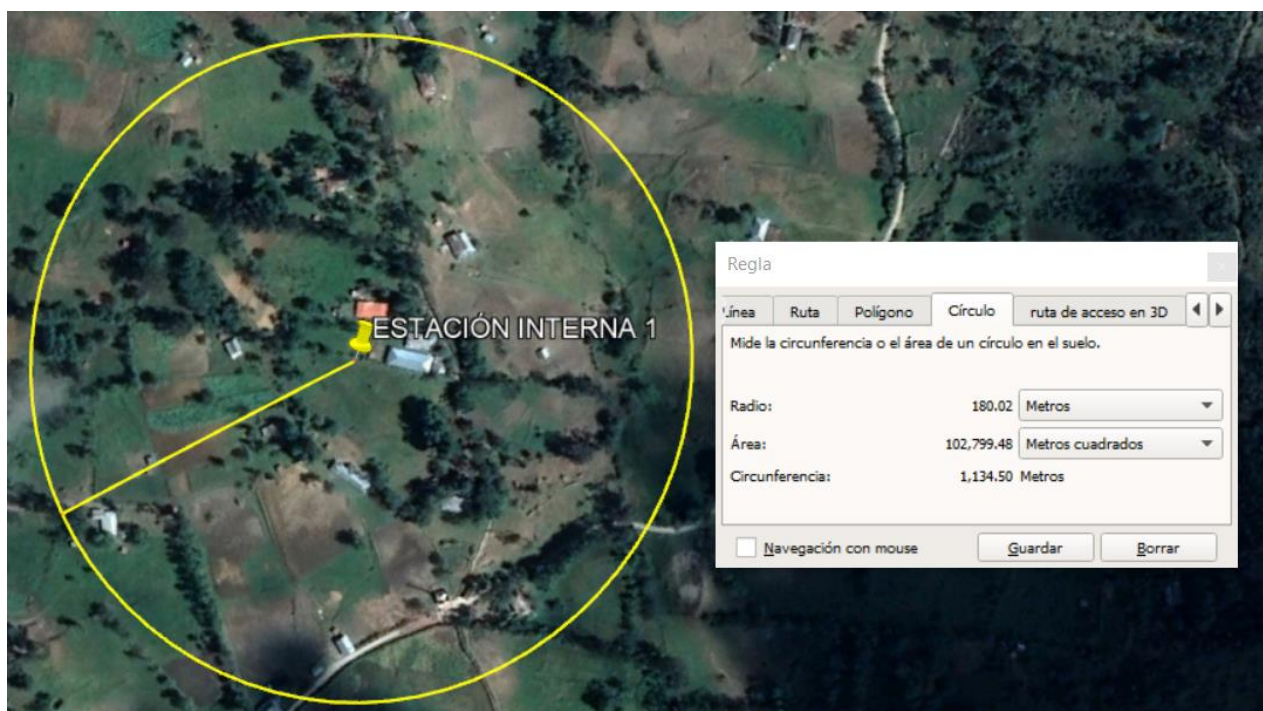 ESTACIÓN INTERNA 1
Regla
Línea Ruta Polígono Círculo ruta de acceso en 3D
Mide la circunferencia o el área de un círculo en el suelo.
Radio: 180.02 Metros
Área: 102,799.48 Metros cuadrados
Circunferencia: 1,134.50 Metros
Navegación con mouse Guardar Borrar